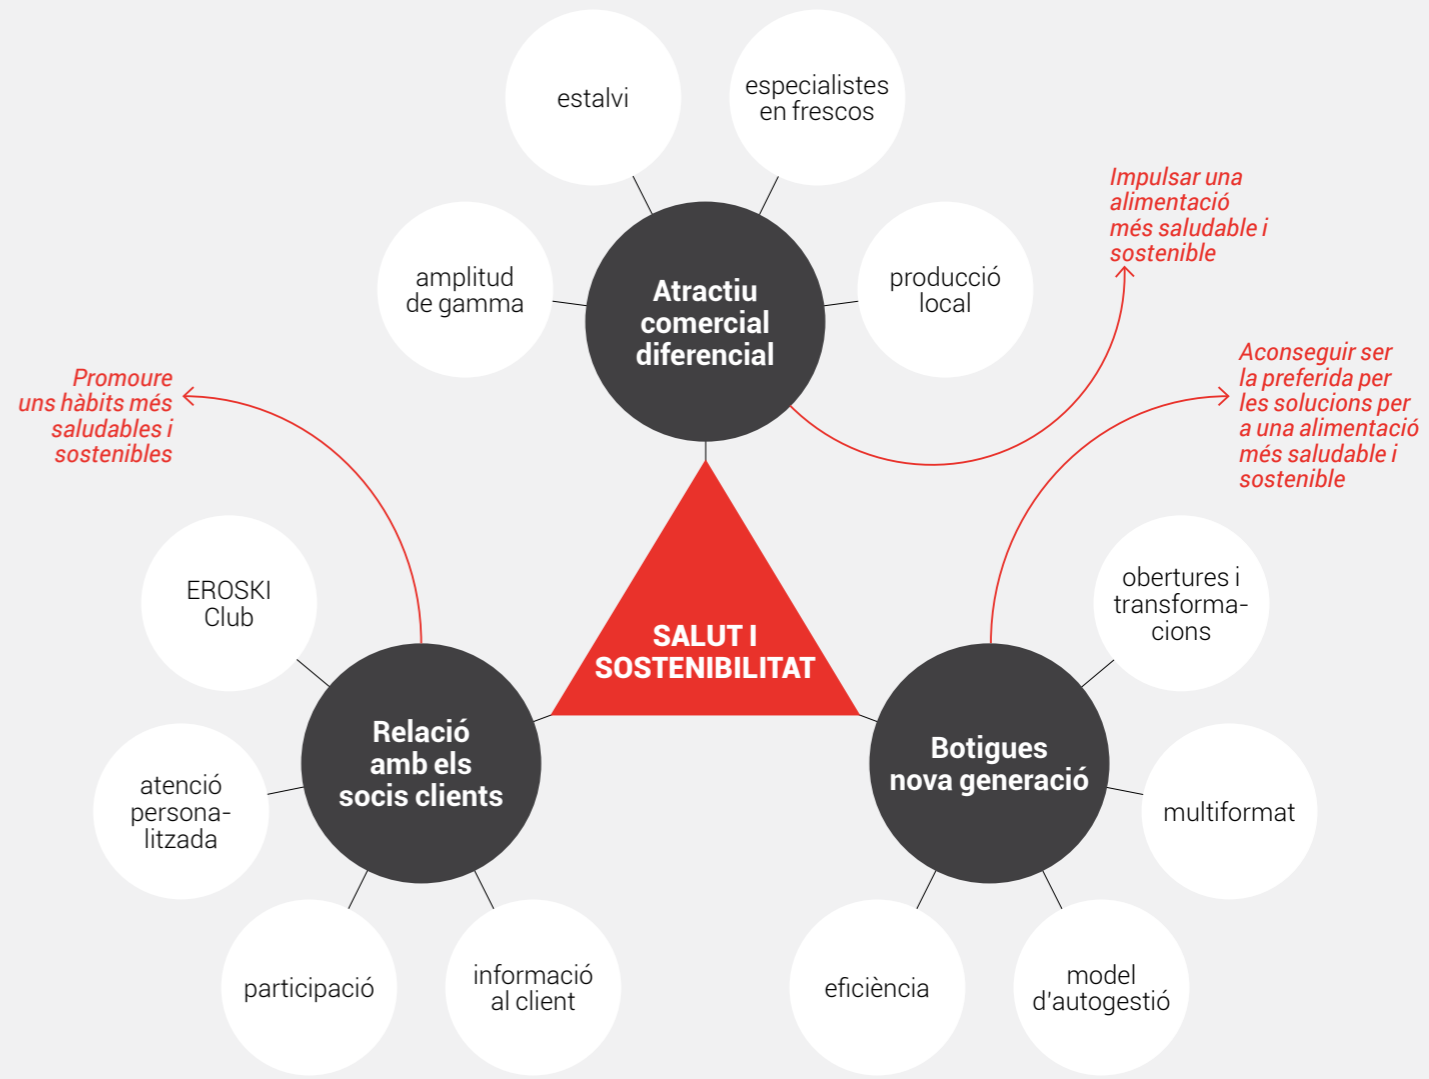 estalvi
especialistes
en frescos
amplitud
de gamma
Atractiu
comercial
diferencial
producció
local
Impulsar una
alimentació
més saludable i
sostenible
Promoure
uns hàbits més
saludables i
sostenibles
Aconseguir ser
la preferida per
les solucions per
a una alimentació
més saludable i
sostenible
SALUT I
SOSTENIBILITAT
EROSKI
Club
Relació
amb els
socis clients
atenció
persona-
litzada
participació
informació
al client
obertures i
transforma-
cions
Botigues
nova generació
multiformat
eficiència
model
d'autogestió